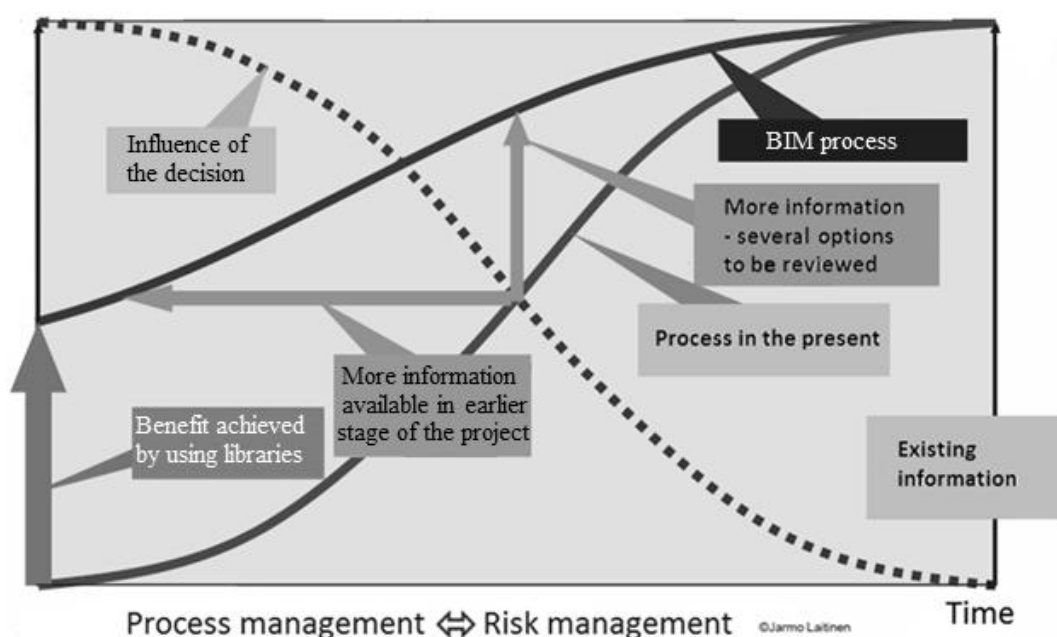 Influence of
the decision
BIM process
More information
- several options
to be reviewed
Process in the present
More information
available in earlier
stage of the project
Benefit achieved
by using libraries
Existing
information
Process management ⇔ Risk management
©Jarmo Laitinen
Time